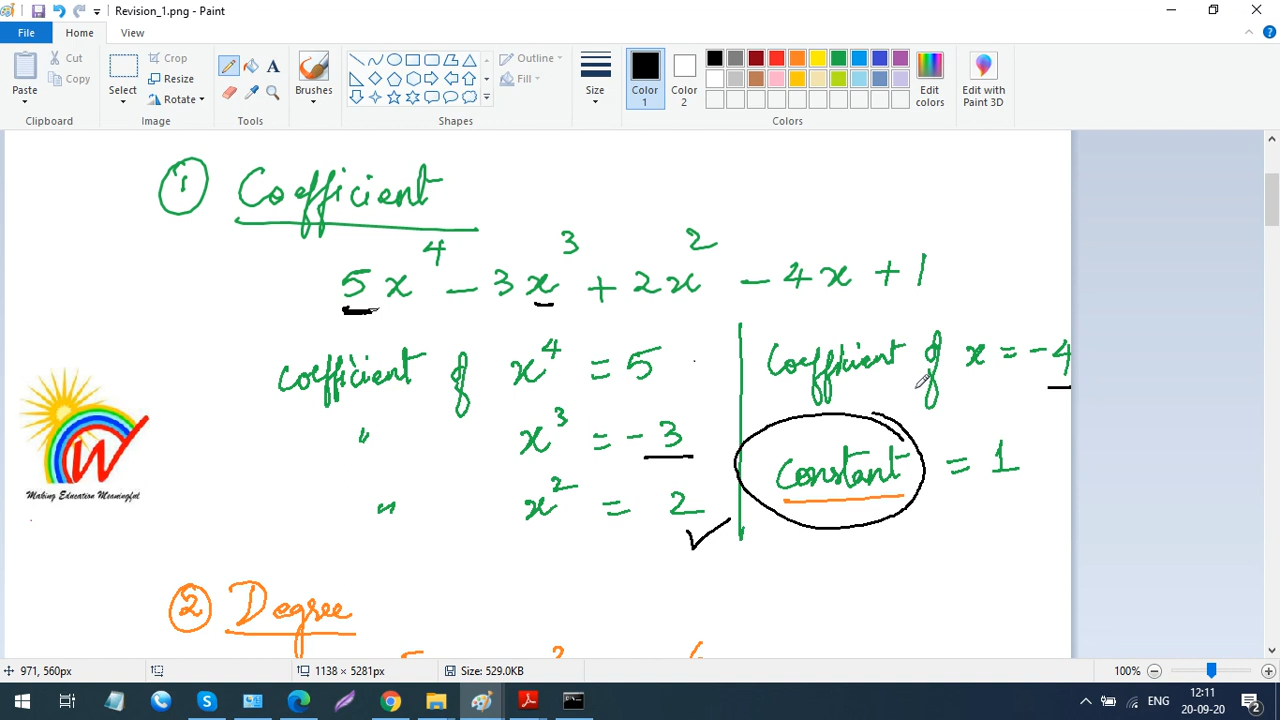 Revision_1.png - Paint
File Home View
Paste Cut Copy Clipboard
Select Crop Resize Rotate Image
Tools
Brushes
Outline Fill Shapes
Size
Color 1 Color 2 Edit colors Colors
Edit with Paint 3D
① Coefficient
5x⁴ - 3x³ + 2x² - 4x + 1
coefficient of x⁴ = 5
" x³ = -3
" x² = 2
coefficient of x = -4
constant = 1
W
Making Education Meaningful
② Degree
971, 560px 1138 × 5281px Size: 529.0KB 100%
ENG 12:11 20-09-20 2